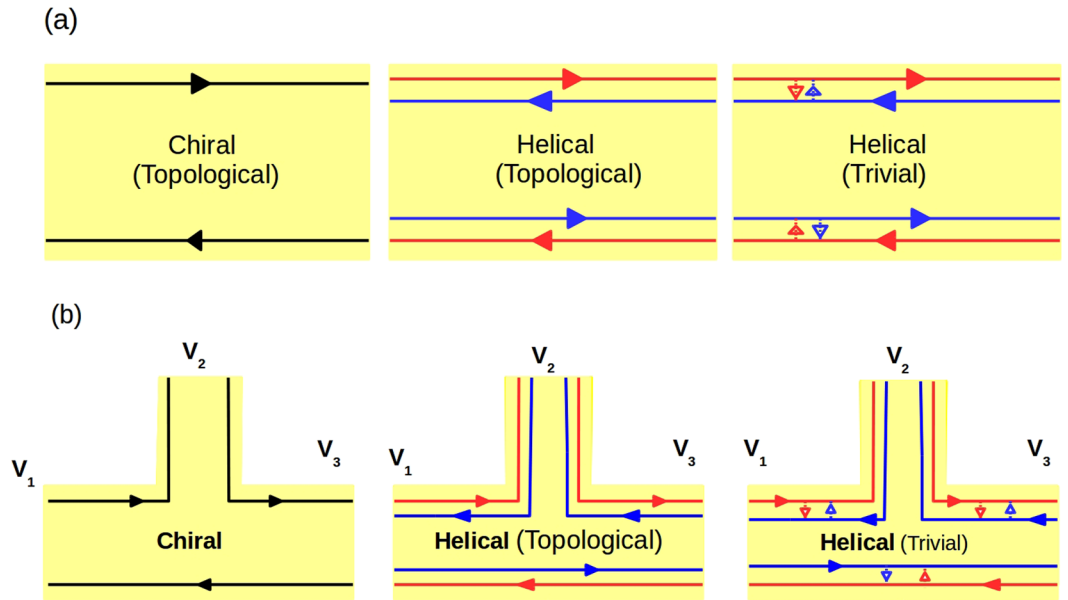 (a)
Chiral
(Topological)
Helical
(Topological)
Helical
(Trivial)
(b)
V2
V1
V3
Chiral
V2
V1
V3
Helical (Topological)
V2
V1
V3
Helical (Trivial)